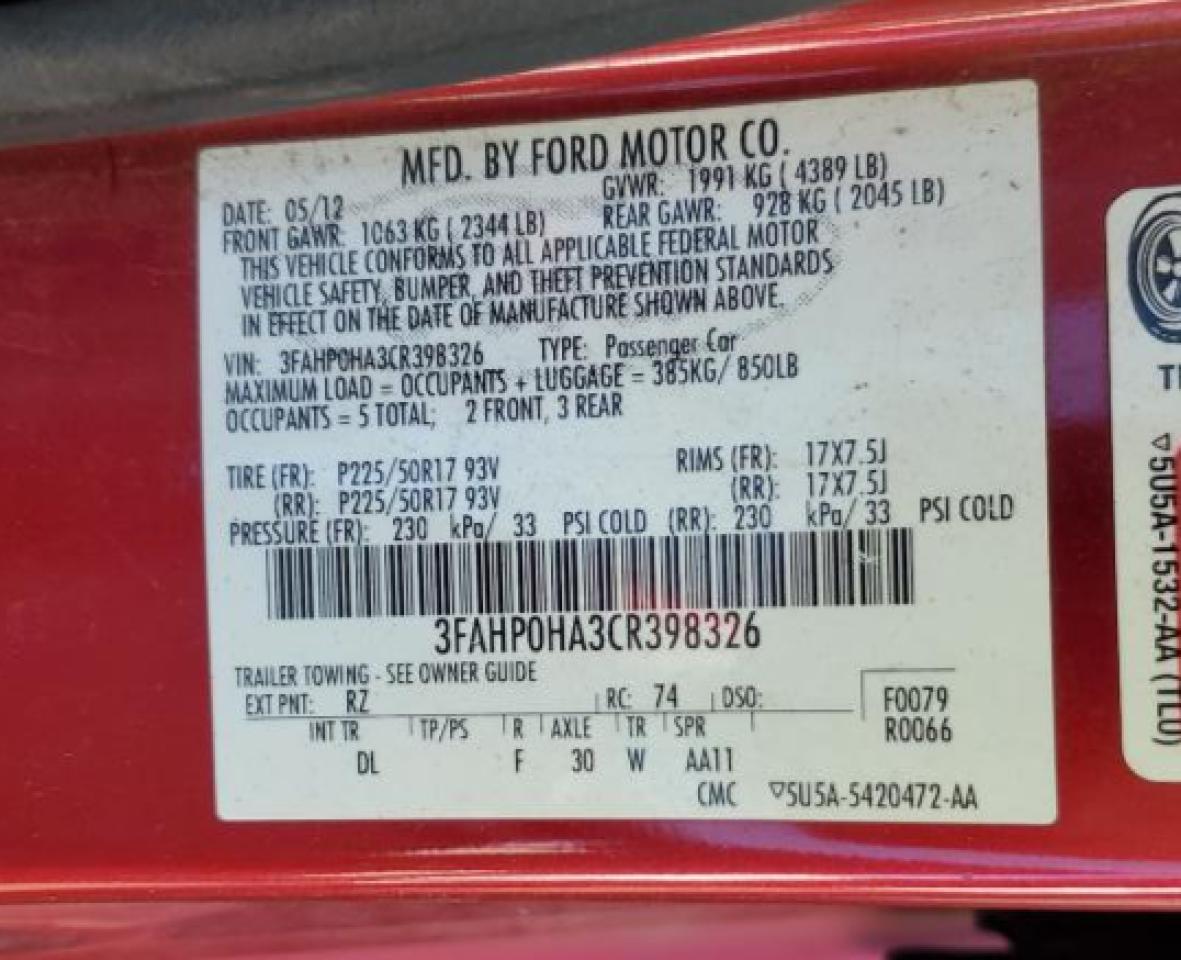 MFD. BY FORD MOTOR CO.
DATE: 05/12 GVWR: 1991 KG ( 4389 LB)
FRONT GAWR: 1063 KG ( 2344 LB) REAR GAWR: 928 KG ( 2045 LB)
THIS VEHICLE CONFORMS TO ALL APPLICABLE FEDERAL MOTOR
VEHICLE SAFETY, BUMPER, AND THEFT PREVENTION STANDARDS
IN EFFECT ON THE DATE OF MANUFACTURE SHOWN ABOVE.
VIN: 3FAHP0HA3CR398326 TYPE: Passenger Car
MAXIMUM LOAD = OCCUPANTS + LUGGAGE = 385KG/ 850LB
OCCUPANTS = 5 TOTAL; 2 FRONT, 3 REAR
TIRE (FR): P225/50R17 93V RIMS (FR): 17X7.5J
(RR): P225/50R17 93V (RR): 17X7.5J
PRESSURE (FR): 230 kPa/ 33 PSI COLD (RR): 230 kPa/ 33 PSI COLD
3FAHP0HA3CR398326
TRAILER TOWING - SEE OWNER GUIDE
EXT PNT: RZ RC: 74 DSO: F0079
INT TR TP/PS R AXLE TR SPR R0066
DL F 30 W AA11
CMC ▽5U5A-5420472-AA
▽5U5A-1532-AA (TLU)